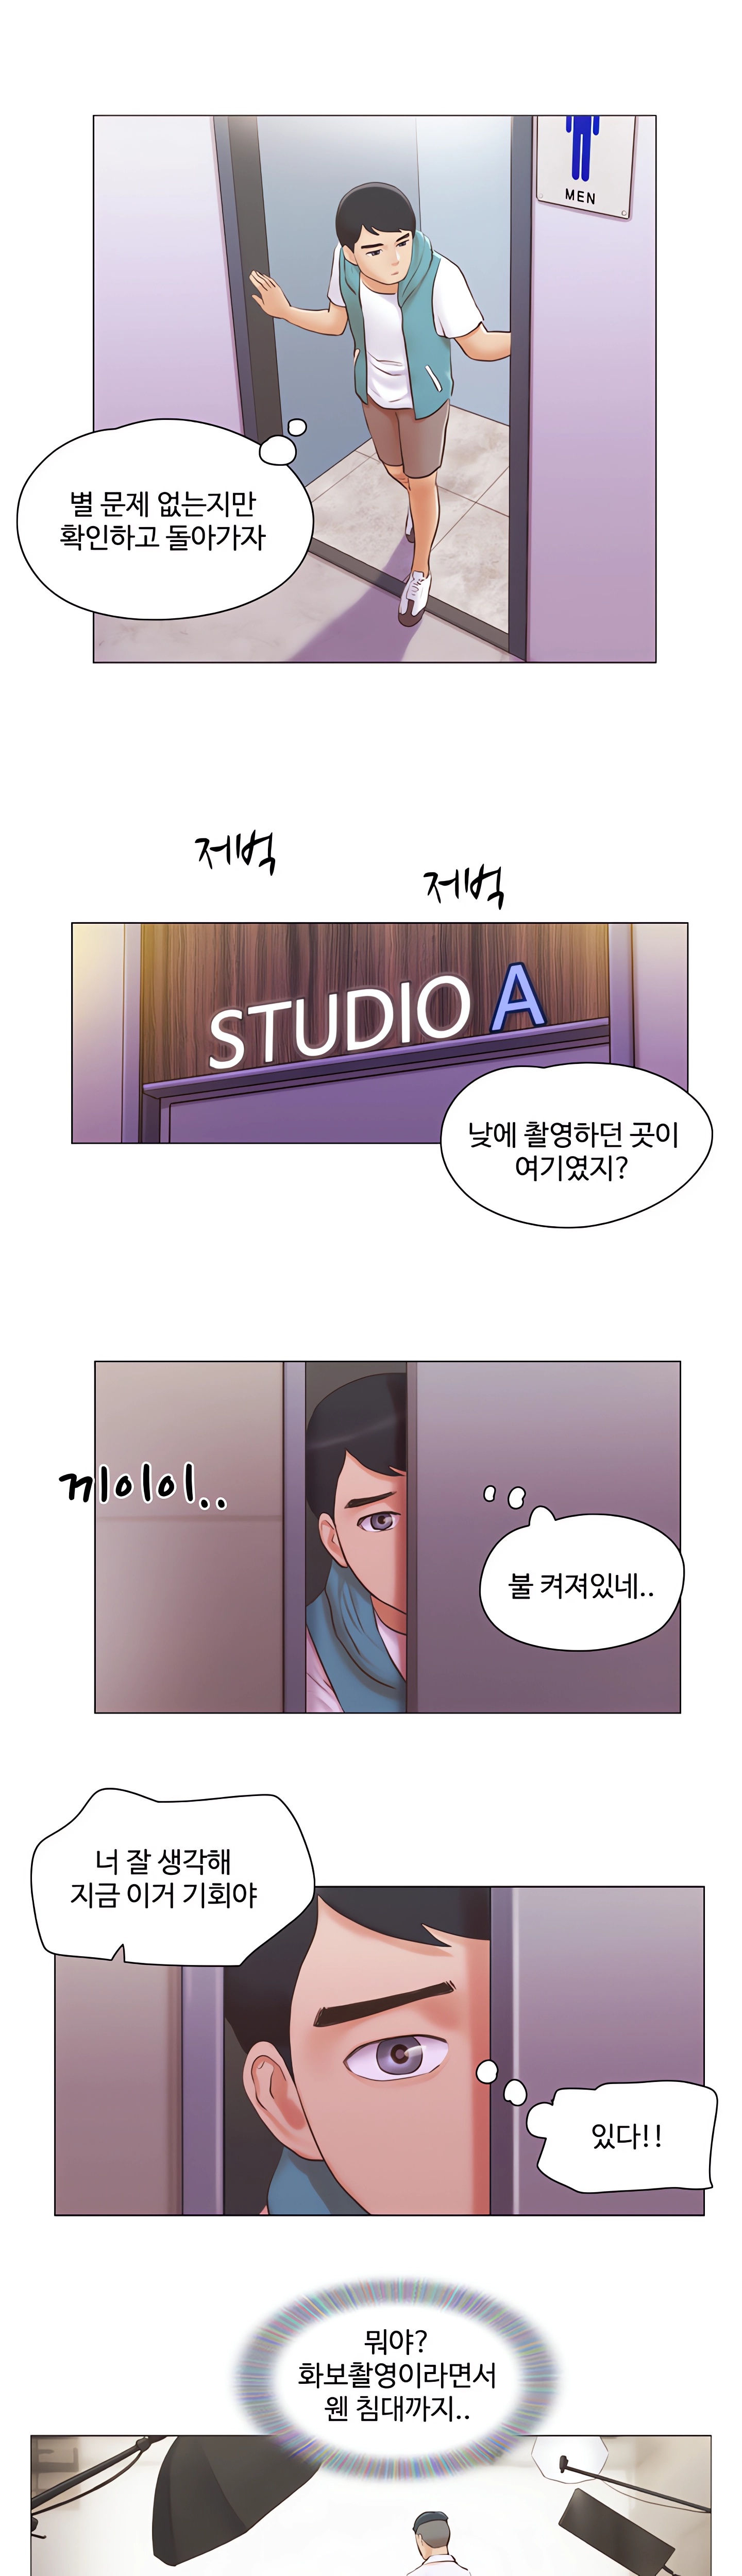 MEN
별 문제 없는지만
확인하고 돌아가자
저벅
저벅
STUDIO A
낮에 촬영하던 곳이
여기였지?
끼이이..
불 켜져있네..
너 잘 생각해
지금 이거 기회야
있다!!
뭐야?
화보촬영이라면서
웬 침대까지..